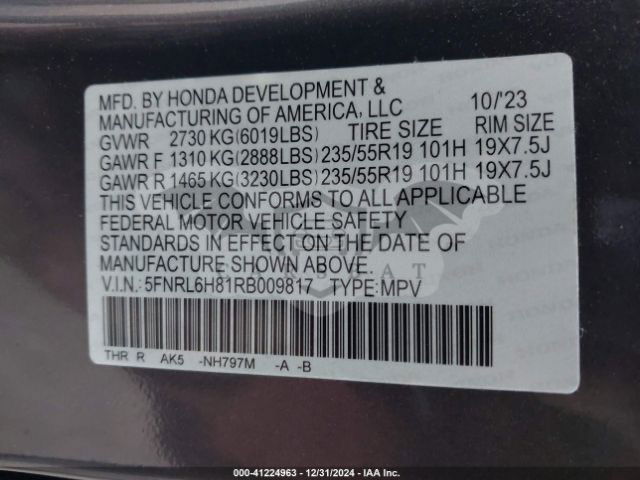 MFD. BY HONDA DEVELOPMENT &
MANUFACTURING OF AMERICA, LLC 10/'23
GVWR 2730 KG(6019LBS) TIRE SIZE RIM SIZE
GAWR F 1310 KG (2888LBS) 235/55R19 101H 19X7.5J
GAWR R 1465 KG (3230LBS) 235/55R19 101H 19X7.5J
THIS VEHICLE CONFORMS TO ALL APPLICABLE
FEDERAL MOTOR VEHICLE SAFETY
STANDARDS IN EFFECT ON THE DATE OF
MANUFACTURE SHOWN ABOVE.
V.I.N.: 5FNRL6H81RB009817 TYPE: MPV
THR R AK5 -NH797M -A -B
000-41224963 - 12/31/2024 - IAAI.COM